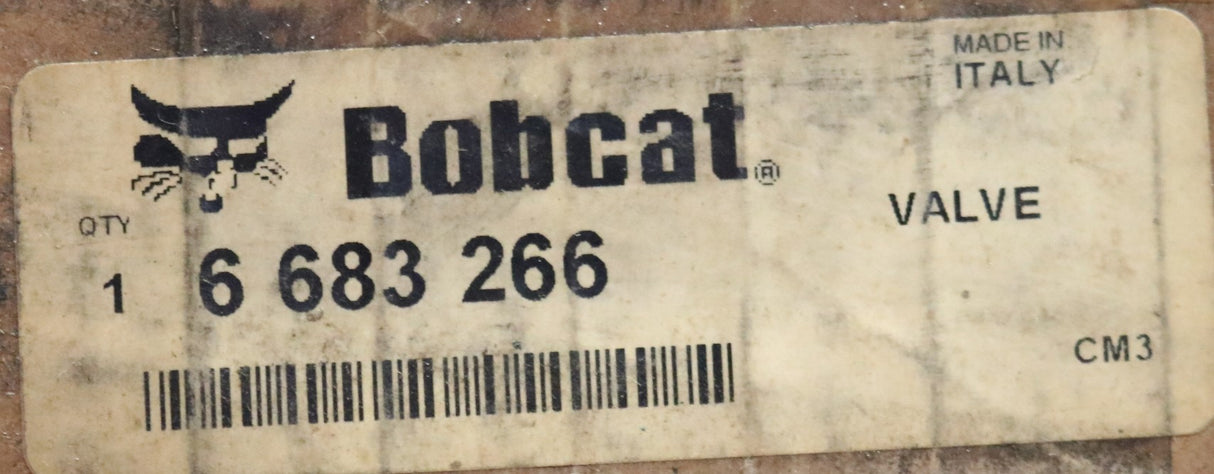 MADE IN
ITALY
Bobcat®
VALVE
QTY
1 6 683 266
CM3